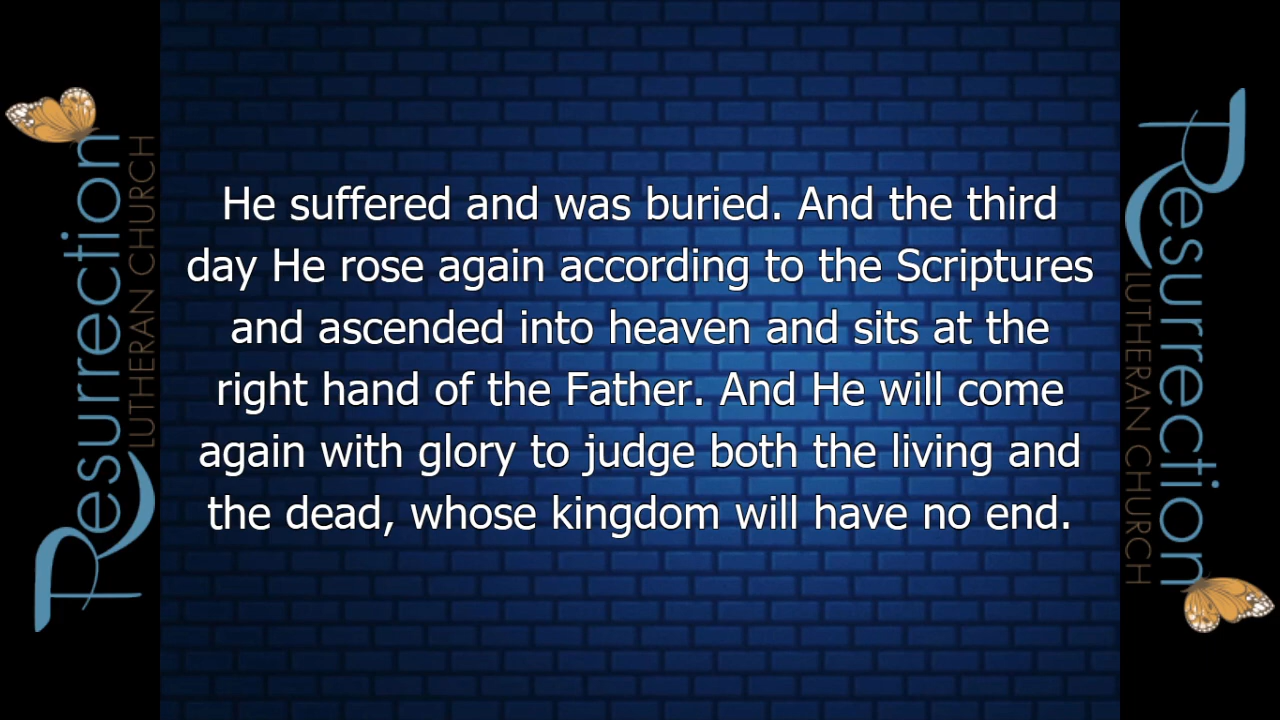 Resurrection
LUTHERAN CHURCH
He suffered and was buried. And the third
day He rose again according to the Scriptures
and ascended into heaven and sits at the
right hand of the Father. And He will come
again with glory to judge both the living and
the dead, whose kingdom will have no end.
Resurrection
LUTHERAN CHURCH